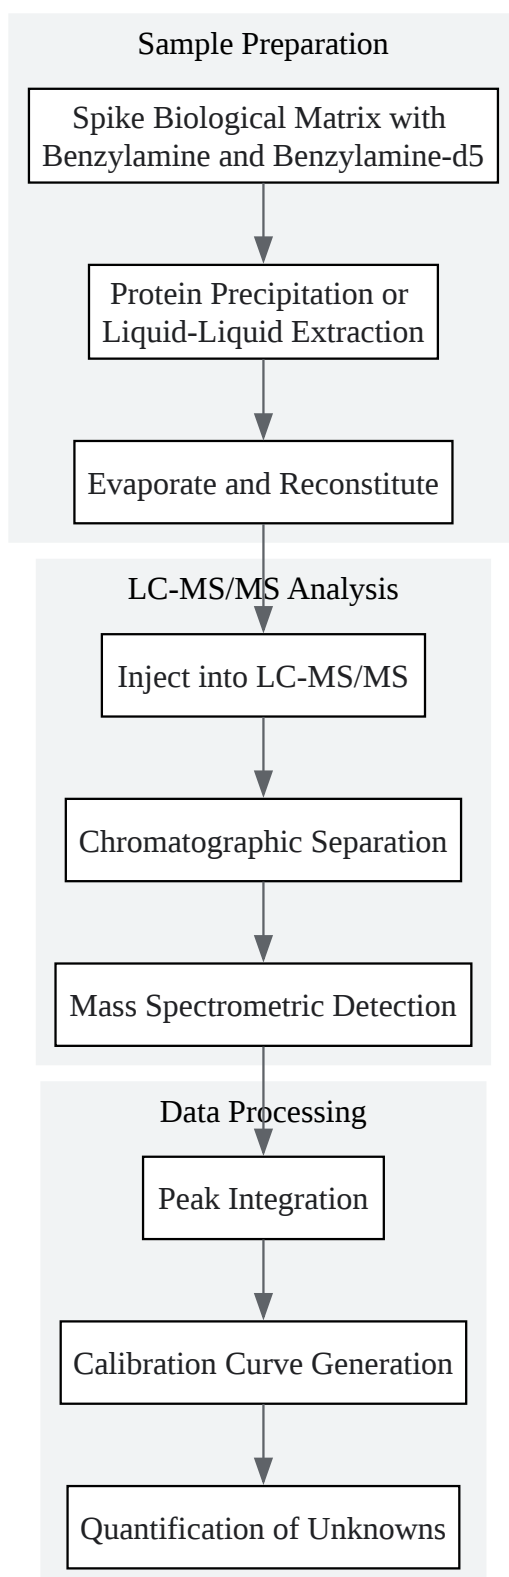 Sample Preparation
Spike Biological Matrix with
Benzylamine and Benzylamine-d5
Protein Precipitation or
Liquid-Liquid Extraction
Evaporate and Reconstitute
LC-MS/MS Analysis
Inject into LC-MS/MS
Chromatographic Separation
Mass Spectrometric Detection
Data Processing
Peak Integration
Calibration Curve Generation
Quantification of Unknowns